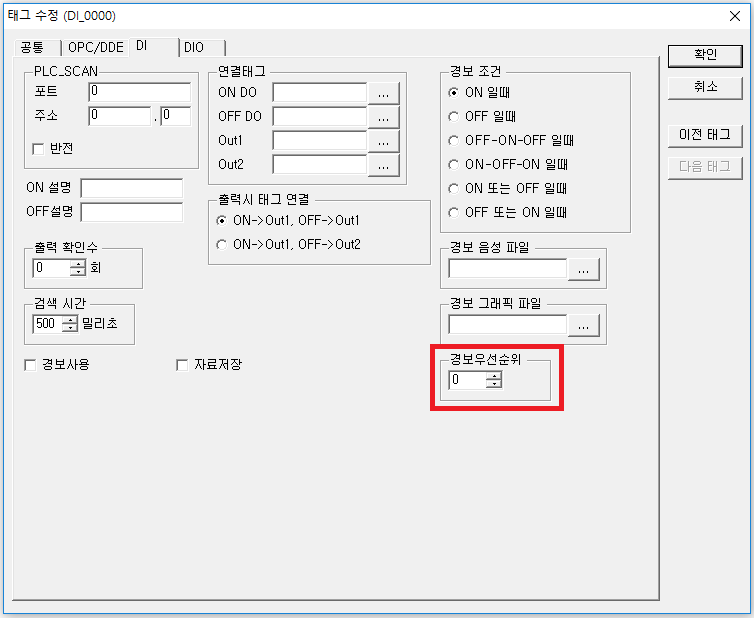 태그 수정 (DI_0000)
공통
OPC/DDE
DI
DIO
확인
취소
이전 태그
다음 태그
PLC_SCAN
포트
0
주소
0
,
0
반전
ON 설명
OFF설명
출력 확인수
0
회
검색 시간
500
밀리초
경보사용
자료저장
연결태그
ON DO
...
OFF DO
...
Out1
...
Out2
...
출력시 태그 연결
ON->Out1, OFF->Out1
ON->Out1, OFF->Out2
경보 조건
ON 일때
OFF 일때
OFF-ON-OFF 일때
ON-OFF-ON 일때
ON 또는 OFF 일때
OFF 또는 ON 일때
경보 음성 파일
...
경보 그래픽 파일
...
경보우선순위
0